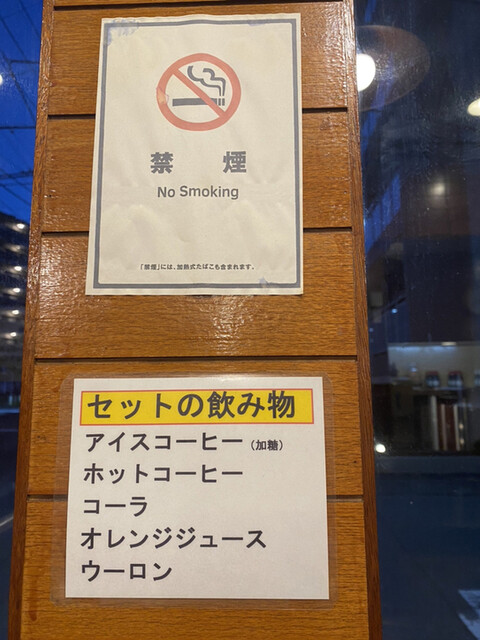 禁 煙
No Smoking
「禁煙」には、加熱式たばこも含まれます。
セットの飲み物
アイスコーヒー（加糖）
ホットコーヒー
コーラ
オレンジジュース
ウーロン